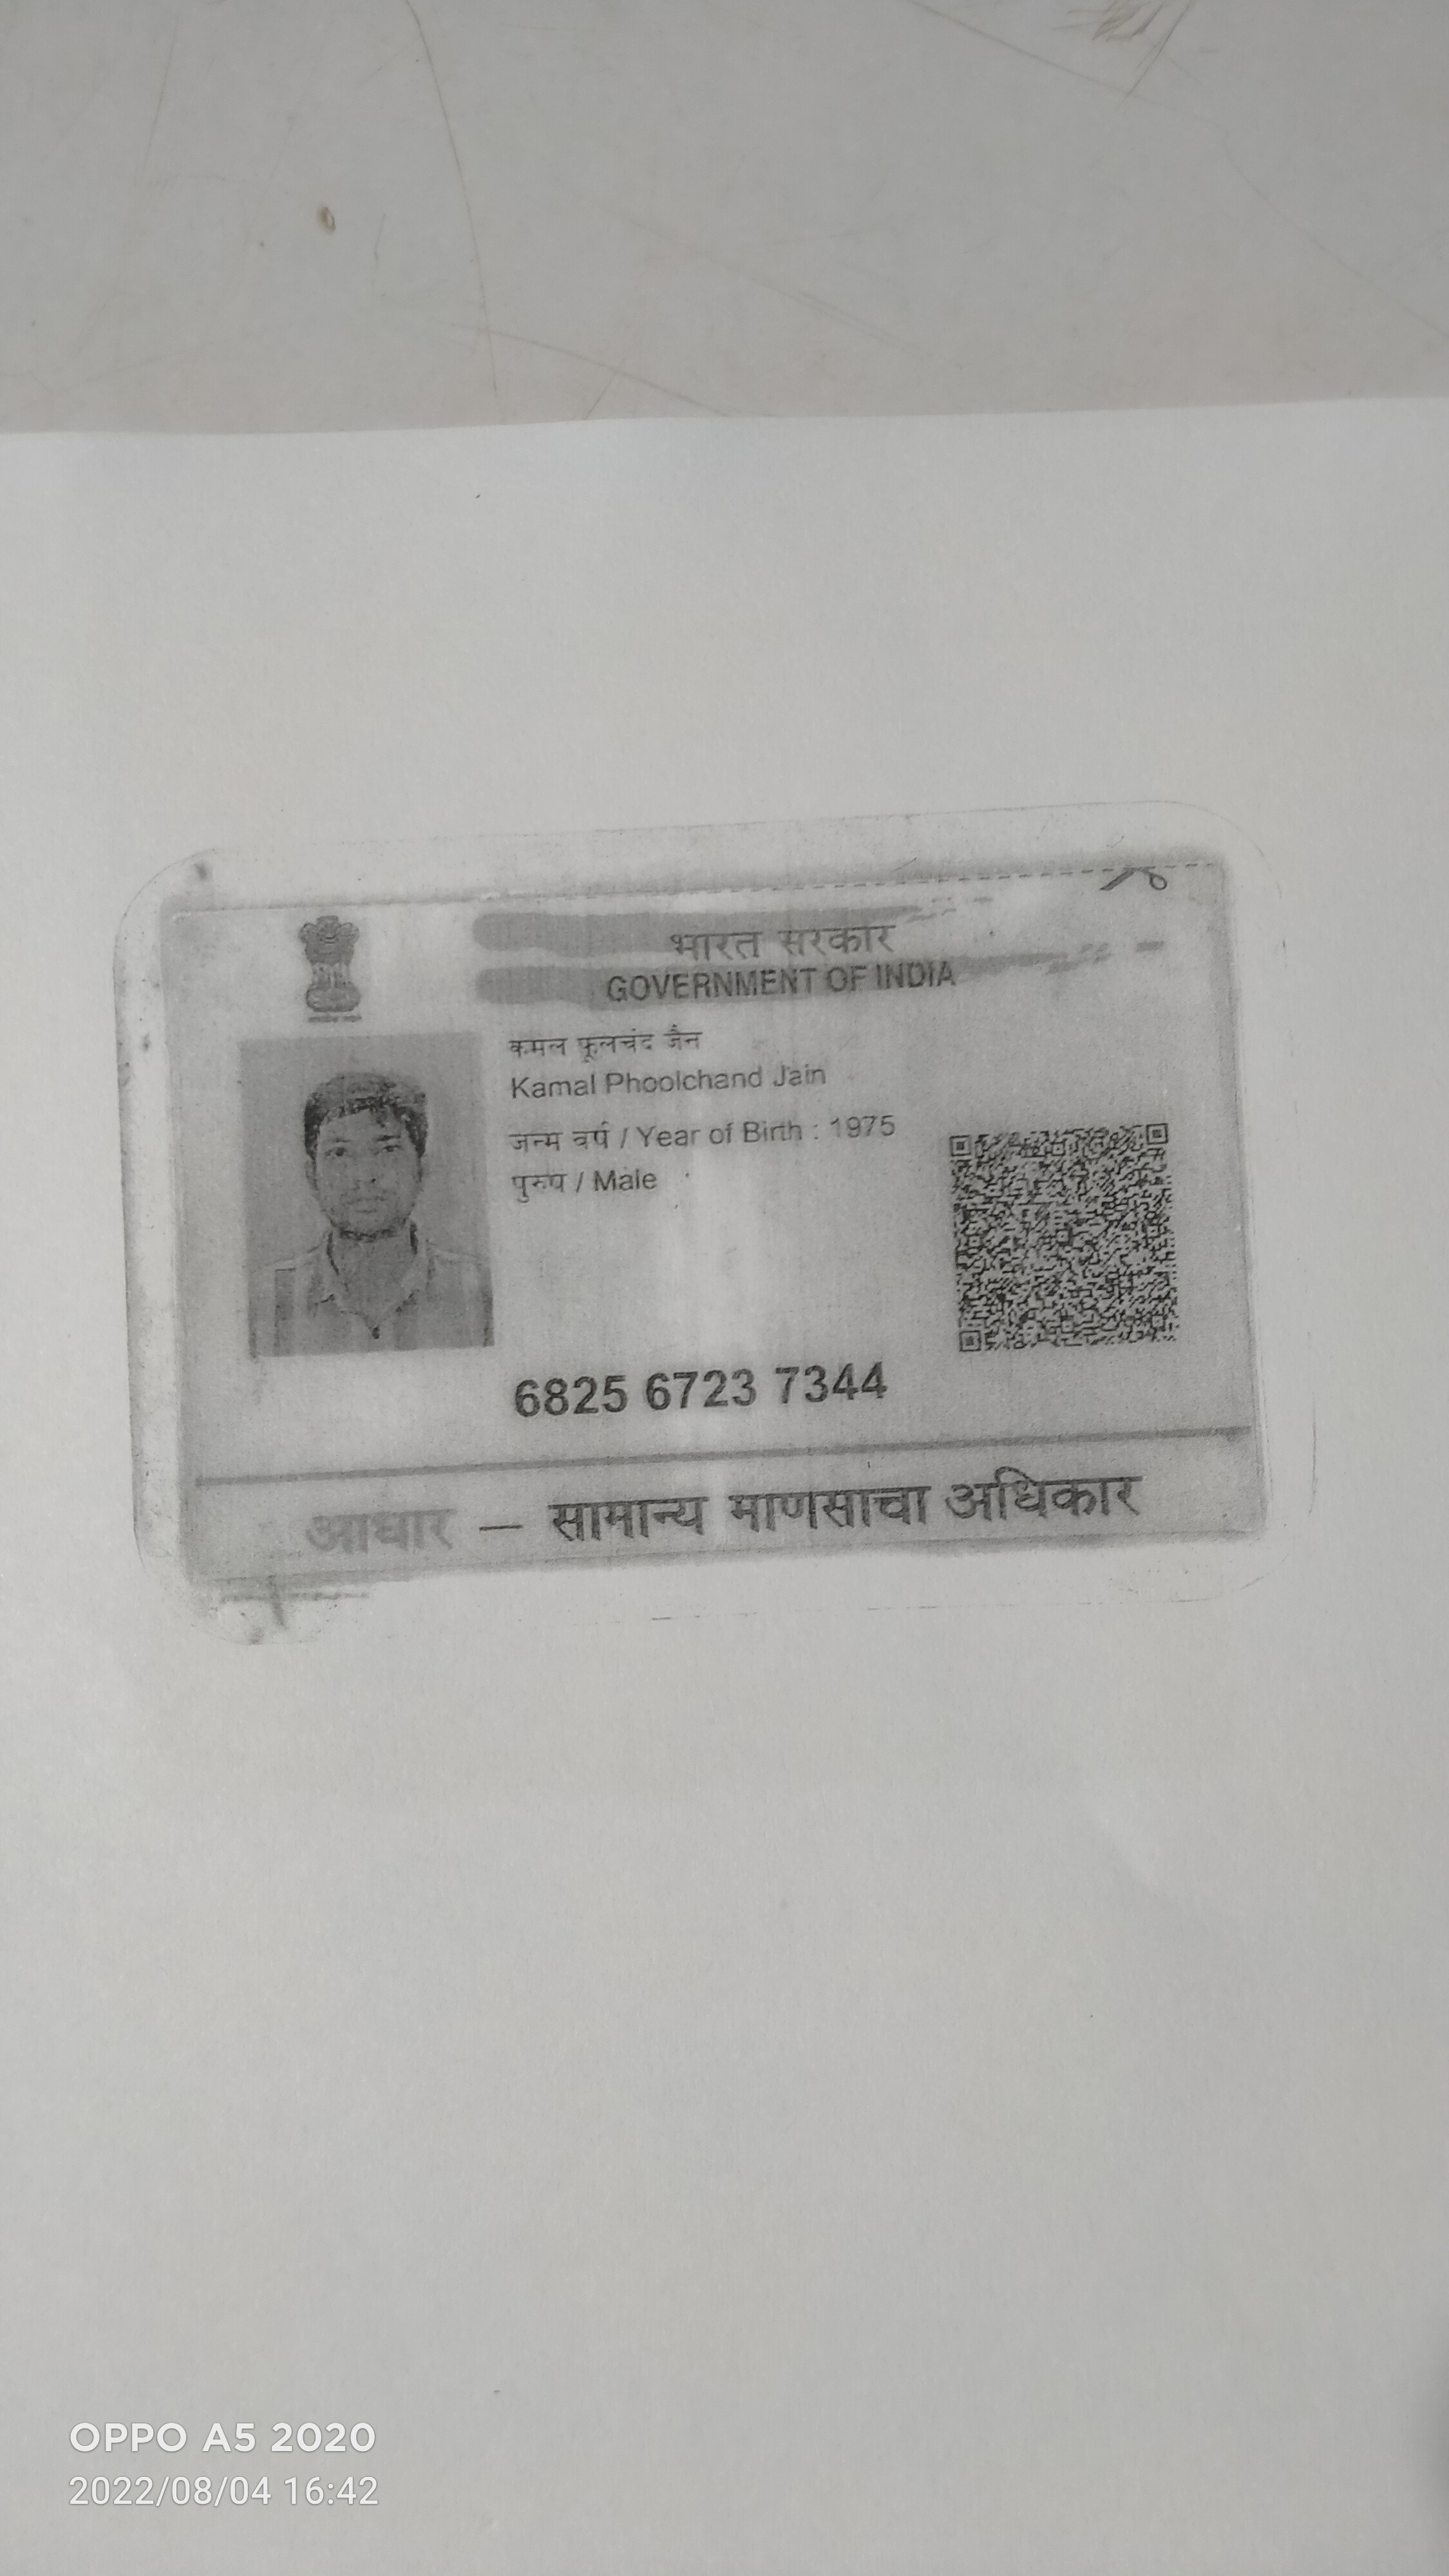 भारत सरकार
GOVERNMENT OF INDIA
कमल फूलचंद जैन
Kamal Phoolchand Jain
जन्म वर्ष / Year of Birth : 1975
पुरुष / Male
6825 6723 7344
आधार — सामान्य माणसाचा अधिकार
OPPO A5 2020
2022/08/04 16:42